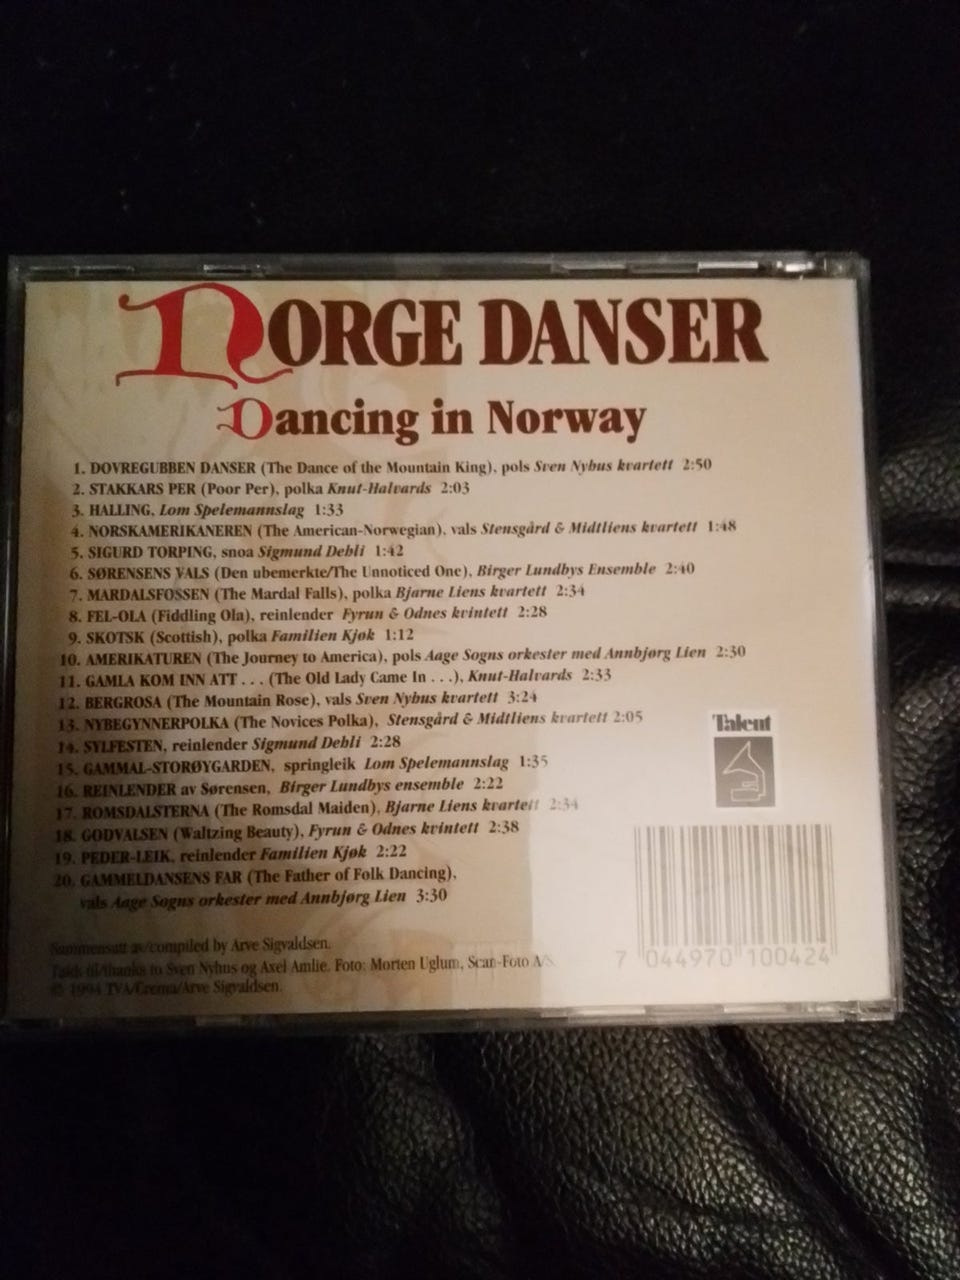 NORGE DANSER
Dancing in Norway
1. DOVREGUBBEN DANSER (The Dance of the Mountain King), pols Sven Nyhus kvartett 2:50
2. STAKKARS PER (Poor Per), polka Knut-Halvards 2:03
3. HALLING, Lom Spelemannslag 1:33
4. NORSKAMERIKANEREN (The American-Norwegian), vals Stensgård & Midtliens kvartett 1:48
5. SIGURD TORPING, snoa Sigmund Dehli 1:42
6. SØRENSENS VALS (Den ubemerkte/The Unnoticed One), Birger Lundbys Ensemble 2:40
7. MARDALSFOSSEN (The Mardal Falls), polka Bjarne Liens kvartett 2:34
8. FEL-OLA (Fiddling Ola), reinlender Fyrun & Odnes kvintett 2:28
9. SKOTSK (Scottish), polka Familien Kjøk 1:12
10. AMERIKATUREN (The Journey to America), pols Aage Sogns orkester med Annbjørg Lien 2:30
11. GAMLA KOM INN ATT . . . (The Old Lady Came In . . .), Knut-Halvards 2:33
12. BERGROSA (The Mountain Rose), vals Sven Nyhus kvartett 3:24
13. NYBEGYNNERPOLKA (The Novices Polka), Stensgård & Midtliens kvartett 2:05
14. SYLFESTEN, reinlender Sigmund Dehli 2:28
15. GAMMAL-STORØYGARDEN, springleik Lom Spelemannslag 1:35
16. REINLENDER av Sørensen, Birger Lundbys ensemble 2:22
17. ROMSDALSTERNA (The Romsdal Maiden), Bjarne Liens kvartett 2:34
18. GODVALSEN (Waltzing Beauty), Fyrun & Odnes kvintett 2:38
19. PEDER-LEIK, reinlender Familien Kjøk 2:22
20. GAMMELDANSENS FAR (The Father of Folk Dancing),
vals Aage Sogns orkester med Annbjørg Lien 3:30
Talent
Sammensatt av/compiled by Arve Sigvaldsen.
Takk til/thanks to Sven Nyhus og Axel Amlie. Foto: Morten Uglum, Scan-Foto A/S.
© 1994 TVA/Crema/Arve Sigvaldsen.
7 044970 100424